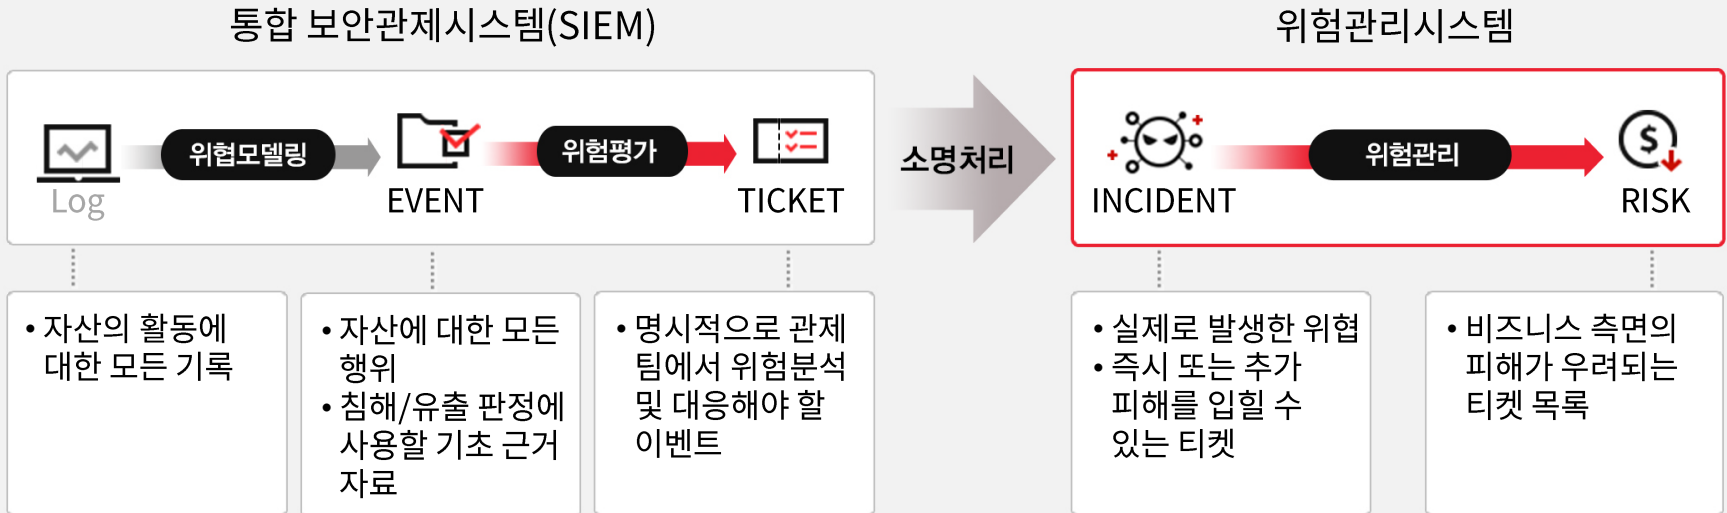 통합 보안관제시스템(SIEM)
위험관리시스템
위협모델링
위험평가
소명처리
위험관리
Log
EVENT
TICKET
INCIDENT
RISK
• 자산의 활동에
대한 모든 기록
• 자산에 대한 모든
행위
• 침해/유출 판정에
사용할 기초 근거
자료
• 명시적으로 관제
팀에서 위험분석
및 대응해야 할
이벤트
• 실제로 발생한 위협
• 즉시 또는 추가
피해를 입힐 수
있는 티켓
• 비즈니스 측면의
피해가 우려되는
티켓 목록